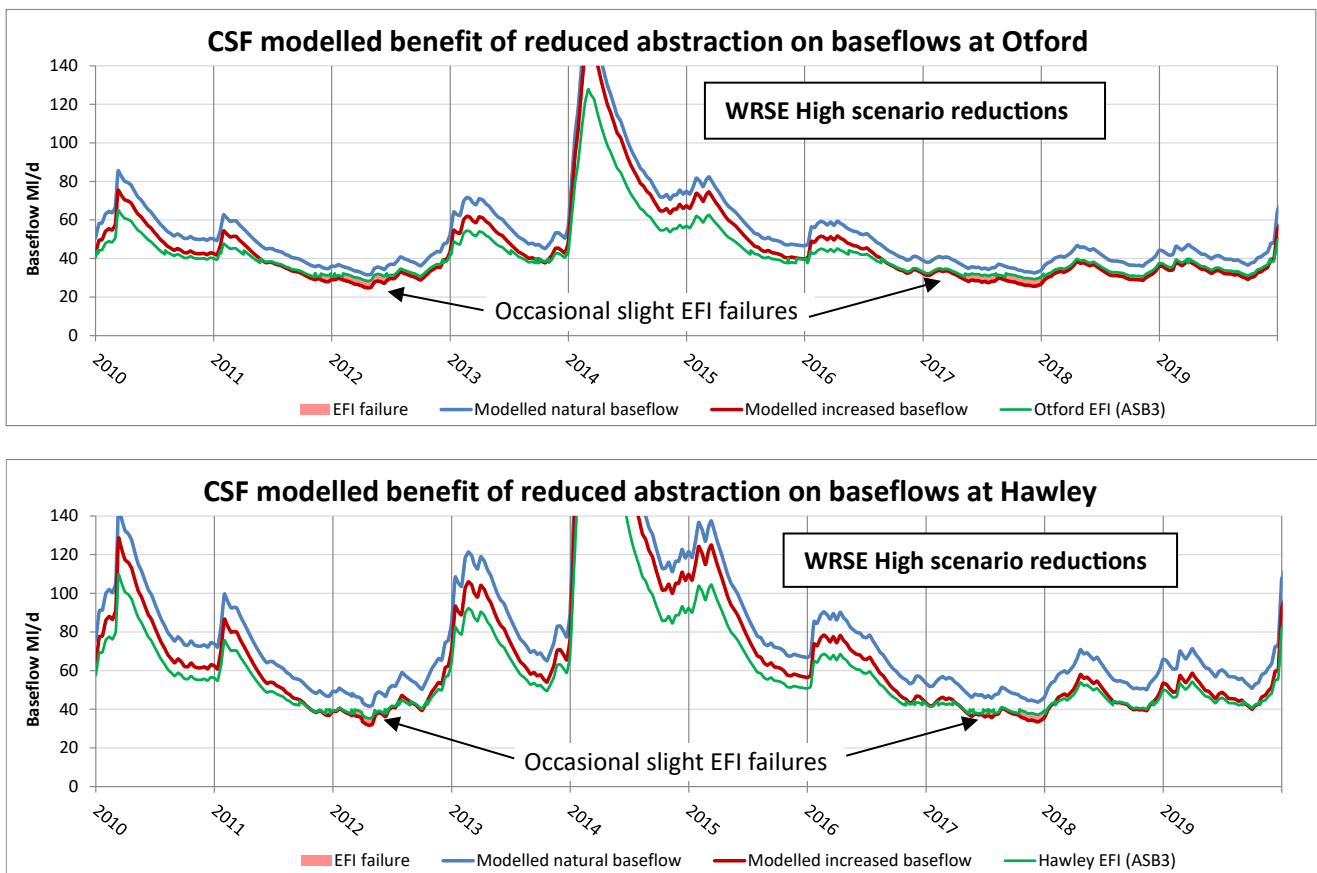 CSF modelled benefit of reduced abstraction on baseflows at Otford
140
120
100
80
60
40
20
0
Baseflow Ml/d
WRSE High scenario reductions
Occasional slight EFI failures
2010 2011 2012 2013 2014 2015 2016 2017 2018 2019
EFI failure Modelled natural baseflow Modelled increased baseflow Otford EFI (ASB3)
CSF modelled benefit of reduced abstraction on baseflows at Hawley
140
120
100
80
60
40
20
0
Baseflow Ml/d
WRSE High scenario reductions
Occasional slight EFI failures
2010 2011 2012 2013 2014 2015 2016 2017 2018 2019
EFI failure Modelled natural baseflow Modelled increased baseflow Hawley EFI (ASB3)